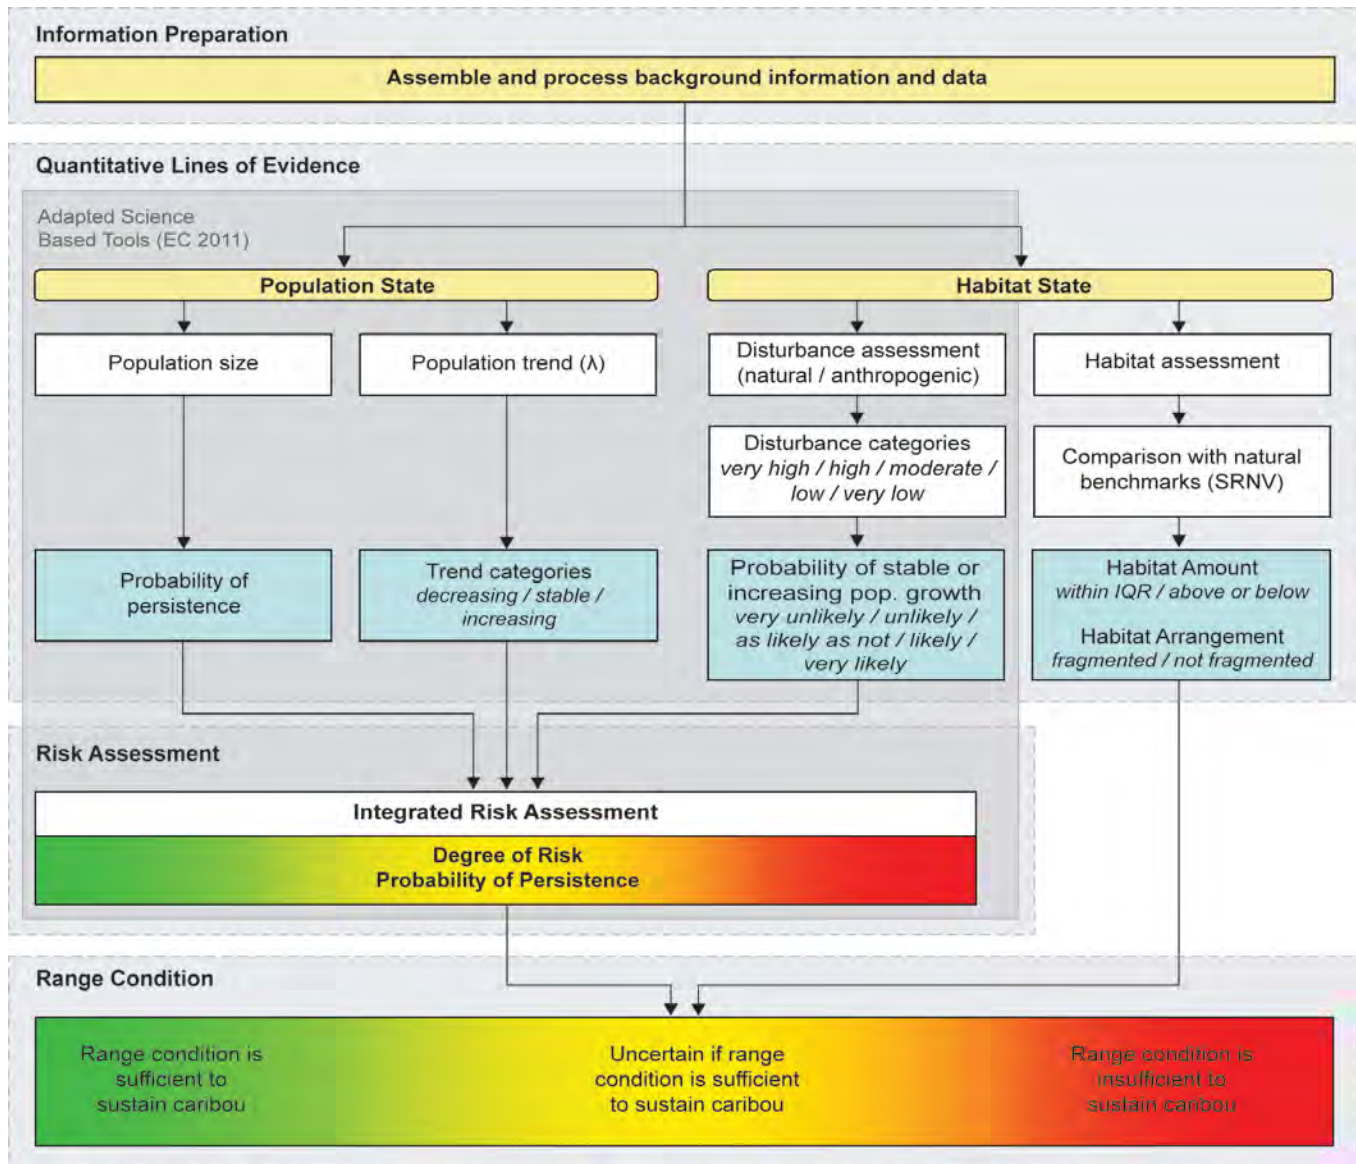 Information Preparation
Assemble and process background information and data
Quantitative Lines of Evidence
Adapted Science
Based Tools (EC 2011)
Population State
Habitat State
Population size
Population trend (λ)
Disturbance assessment
(natural / anthropogenic)
Habitat assessment
Disturbance categories
very high / high / moderate /
low / very low
Comparison with natural
benchmarks (SRNV)
Probability of
persistence
Trend categories
decreasing / stable /
increasing
Probability of stable or
increasing pop. growth
very unlikely / unlikely /
as likely as not / likely /
very likely
Habitat Amount
within IQR / above or below
Habitat Arrangement
fragmented / not fragmented
Risk Assessment
Integrated Risk Assessment
Degree of Risk
Probability of Persistence
Range Condition
Range condition is
sufficient to
sustain caribou
Uncertain if range
condition is sufficient
to sustain caribou
Range condition is
insufficient to
sustain caribou